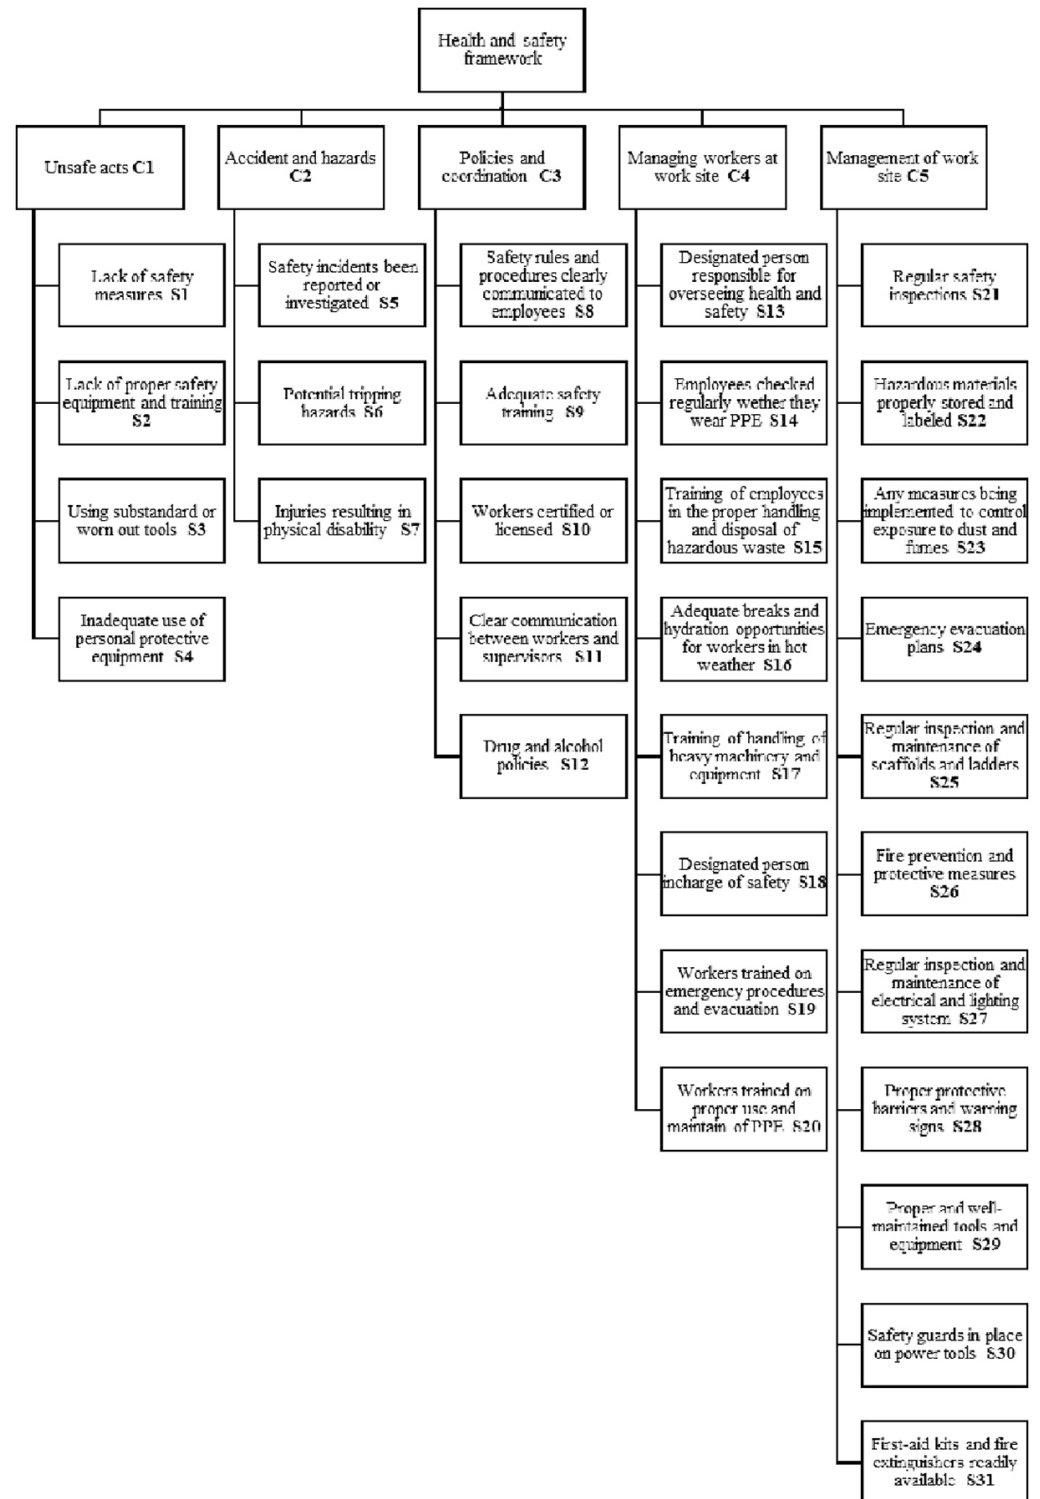 Health and safety
framework
Unsafe acts C1
Accident and hazards
C2
Policies and
coordination C3
Managing workers at
work site C4
Management of work
site C5
Lack of safety
measures S1
Lack of proper safety
equipment and training
S2
Using substandard or
worn out tools S3
Inadequate use of
personal protective
equipment S4
Safety incidents been
reported or
investigated S5
Potential tripping
hazards S6
Injuries resulting in
physical disability S7
Safety rules and
procedures clearly
communicated to
employees S8
Adequate safety
training S9
Workers certified or
licensed S10
Clear communication
between workers and
supervisors S11
Drug and alcohol
policies S12
Designated person
responsible for
overseeing health and
safety S13
Employees checked
regularly wether they
wear PPE S14
Training of employees
in the proper handling
and disposal of
hazardous waste S15
Adequate breaks and
hydration opportunities
for workers in hot
weather S16
Training of handling of
heavy machinery and
equipment S17
Designated person
incharge of safety S18
Workers trained on
emergency procedures
and evacuation S19
Workers trained on
proper use and
maintain of PPE S20
Regular safety
inspections S21
Hazardous materials
properly stored and
labeled S22
Any measures being
implemented to control
exposure to dust and
fumes S23
Emergency evacuation
plans S24
Regular inspection and
maintenance of
scaffolds and ladders
S25
Fire prevention and
protective measures
S26
Regular inspection and
maintenance of
electrical and lighting
system S27
Proper protective
barriers and warning
signs S28
Proper and well-
maintained tools and
equipment S29
Safety guards in place
on power tools S30
First-aid kits and fire
extinguishers readily
available S31